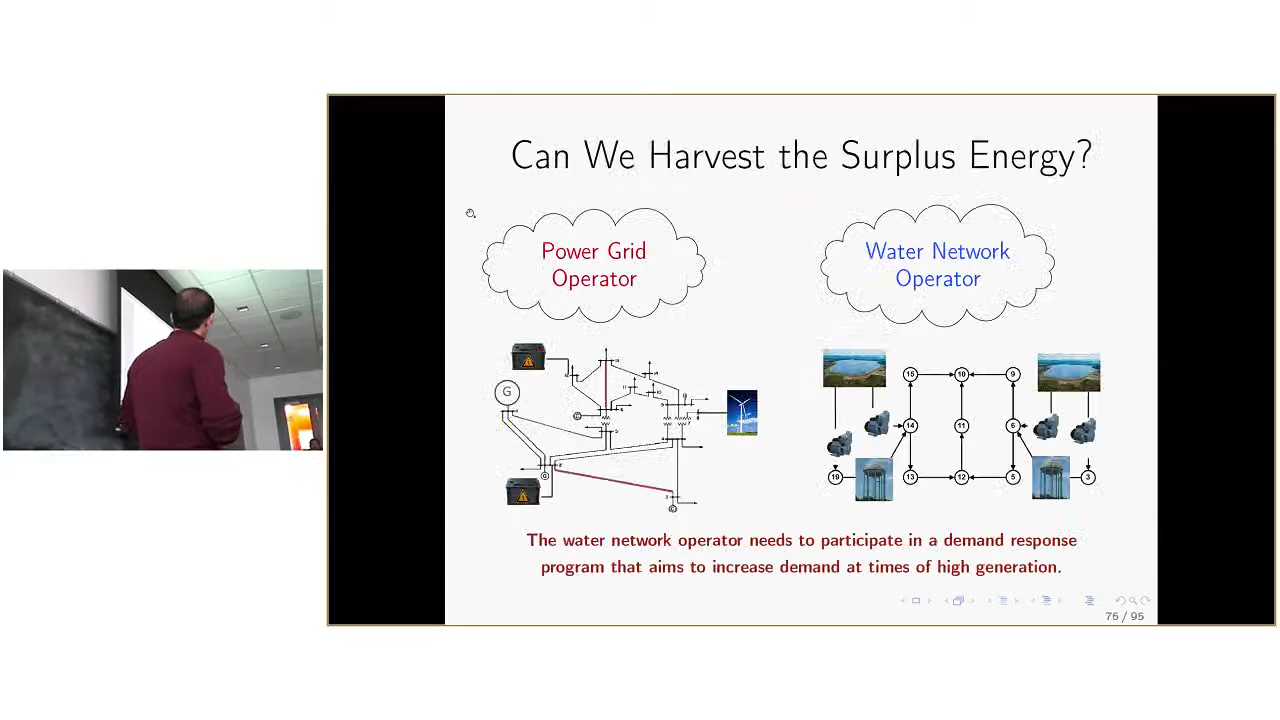 Can We Harvest the Surplus Energy?
Power Grid
Operator
Water Network
Operator
G
15
10
9
14
11
6
19
13
12
5
3
The water network operator needs to participate in a demand response
program that aims to increase demand at times of high generation.
75 / 95